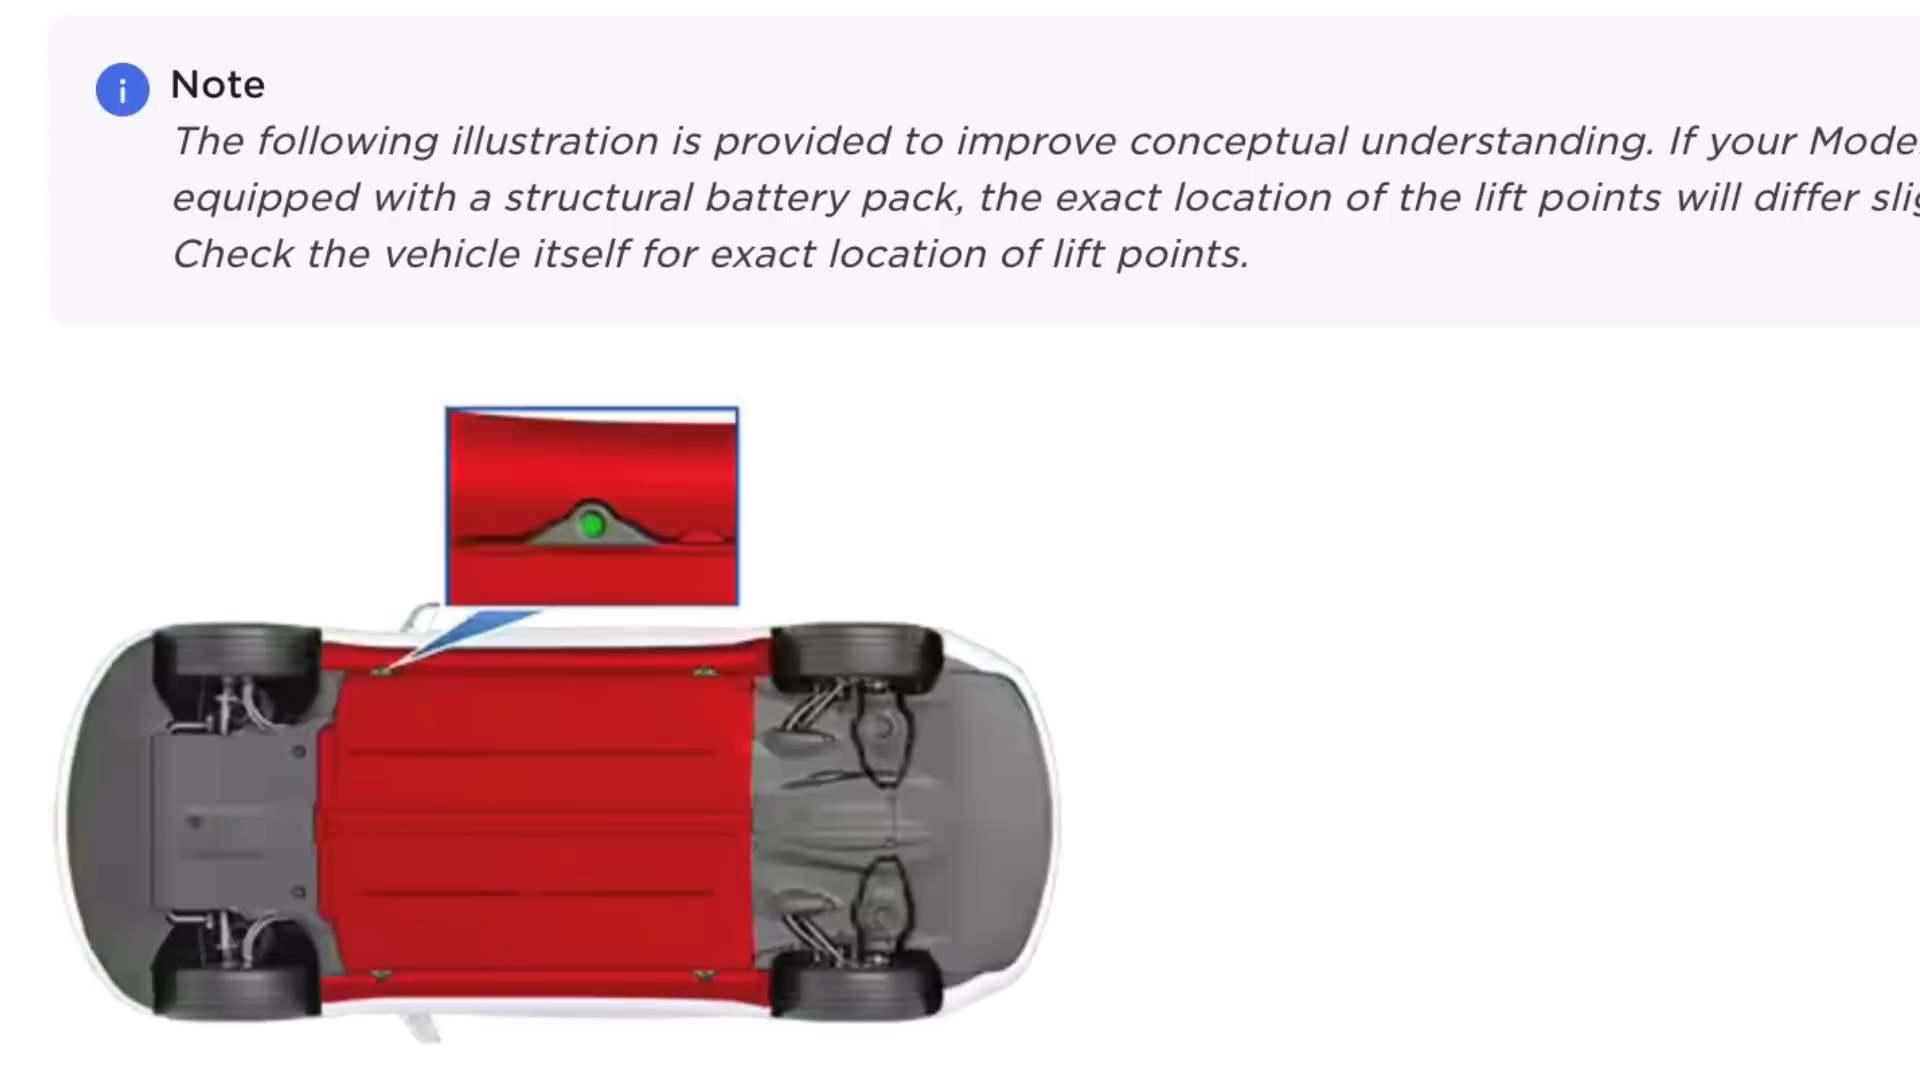 Note
The following illustration is provided to improve conceptual understanding. If your
equipped with a structural battery pack, the exact location of the lift points will differ
Check the vehicle itself for exact location of lift points.